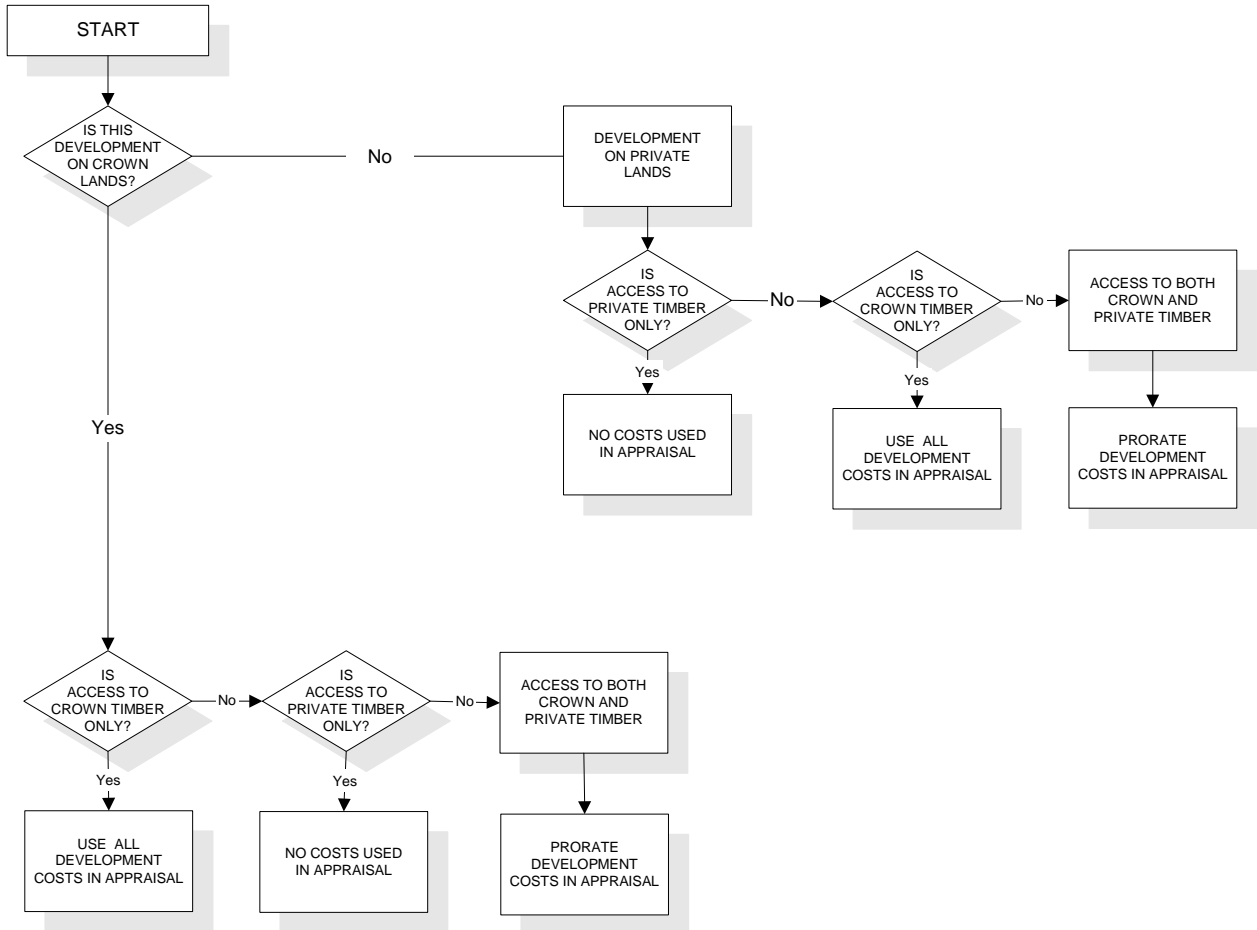 START
IS THIS
DEVELOPMENT
ON CROWN
LANDS?
No
DEVELOPMENT
ON PRIVATE
LANDS
IS
ACCESS TO
PRIVATE TIMBER
ONLY?
No
IS
ACCESS TO
CROWN TIMBER
ONLY?
No
ACCESS TO BOTH
CROWN AND
PRIVATE TIMBER
Yes
Yes
NO COSTS USED
IN APPRAISAL
USE ALL
DEVELOPMENT
COSTS IN APPRAISAL
PRORATE
DEVELOPMENT
COSTS IN APPRAISAL
Yes
IS
ACCESS TO
CROWN TIMBER
ONLY?
No
IS
ACCESS TO
PRIVATE TIMBER
ONLY?
No
ACCESS TO BOTH
CROWN AND
PRIVATE TIMBER
Yes
Yes
USE ALL
DEVELOPMENT
COSTS IN APPRAISAL
NO COSTS USED
IN APPRAISAL
PRORATE
DEVELOPMENT
COSTS IN APPRAISAL